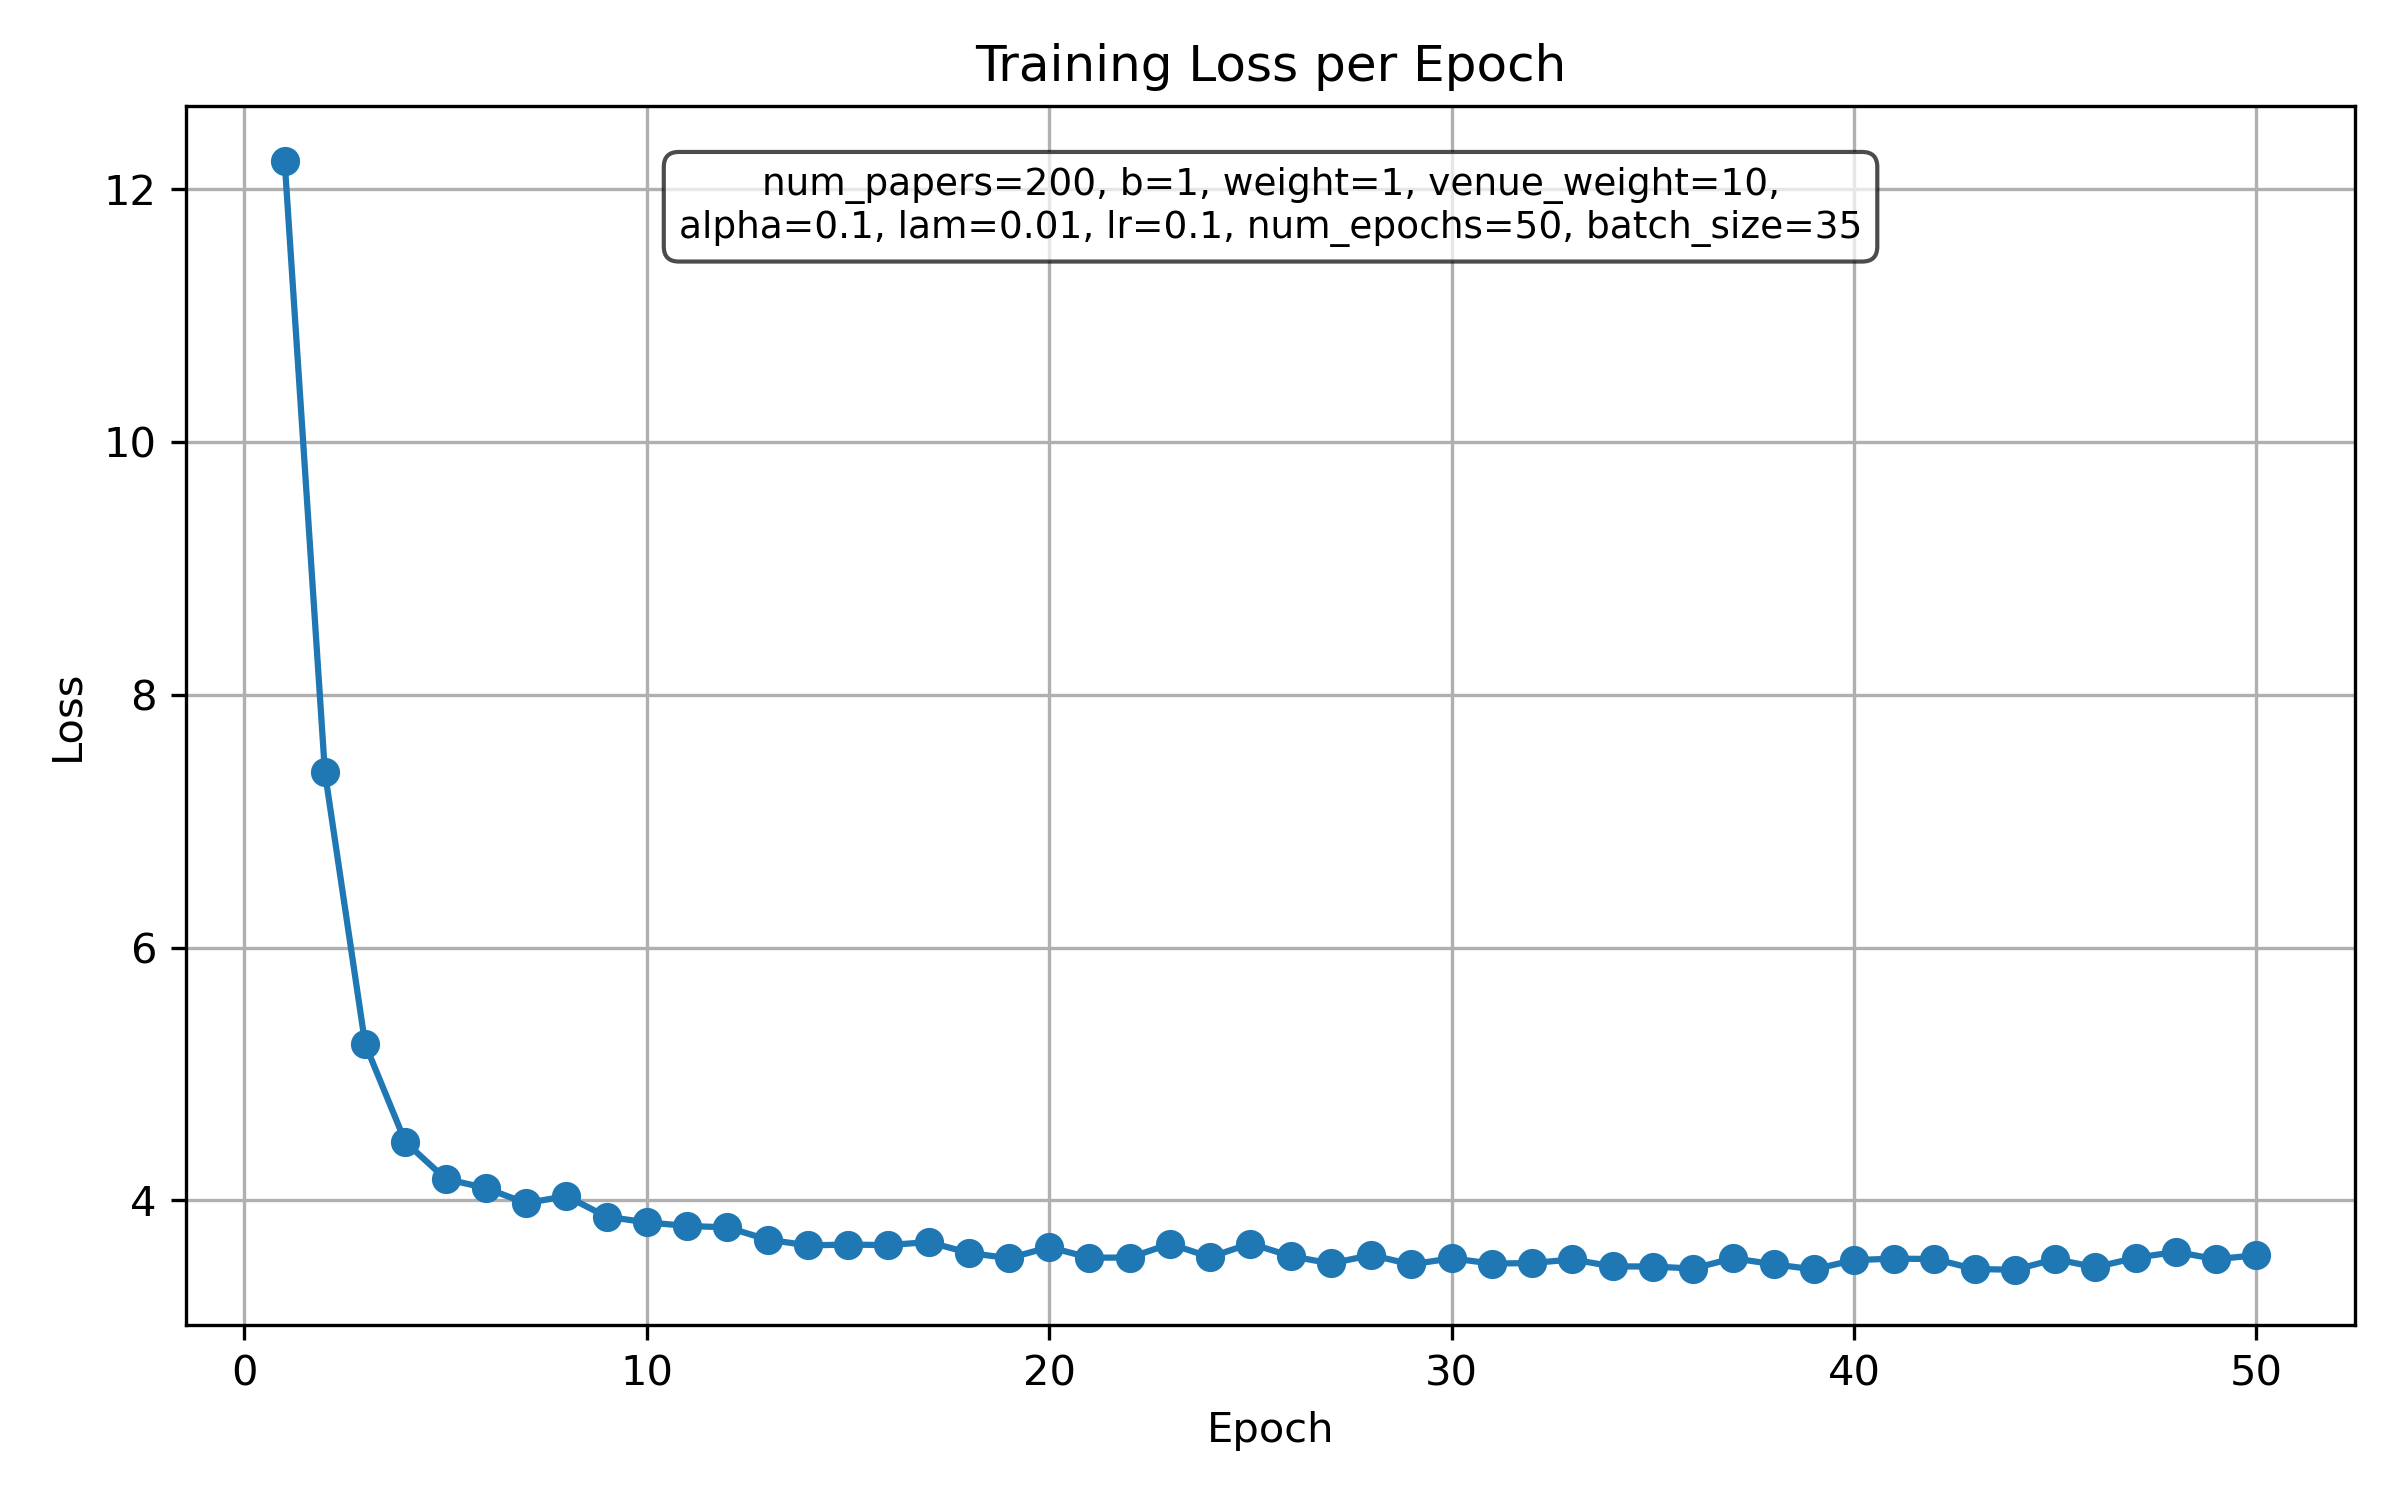 Training Loss per Epoch
num_papers=200, b=1, weight=1, venue_weight=10,
alpha=0.1, lam=0.01, lr=0.1, num_epochs=50, batch_size=35
12
10
8
6
4
Loss
0 10 20 30 40 50
Epoch